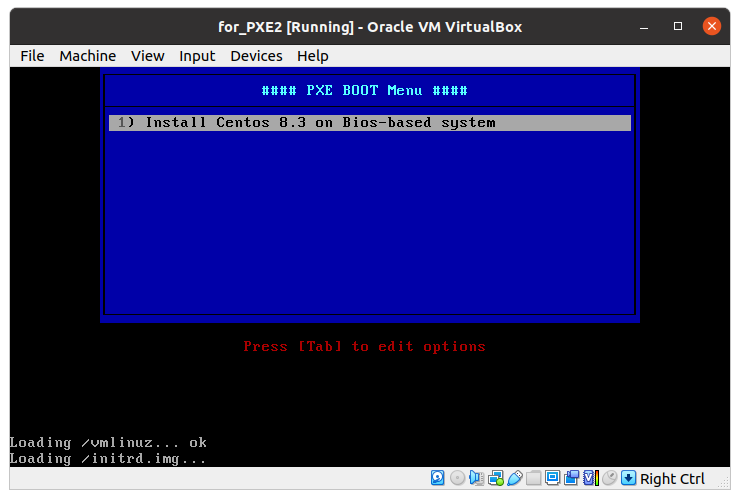 for_PXE2 [Running] - Oracle VM VirtualBox
File Machine View Input Devices Help
#### PXE BOOT Menu ####
1) Install Centos 8.3 on Bios-based system
Press [Tab] to edit options
Loading /vmlinuz... ok
Loading /initrd.img...
Right Ctrl